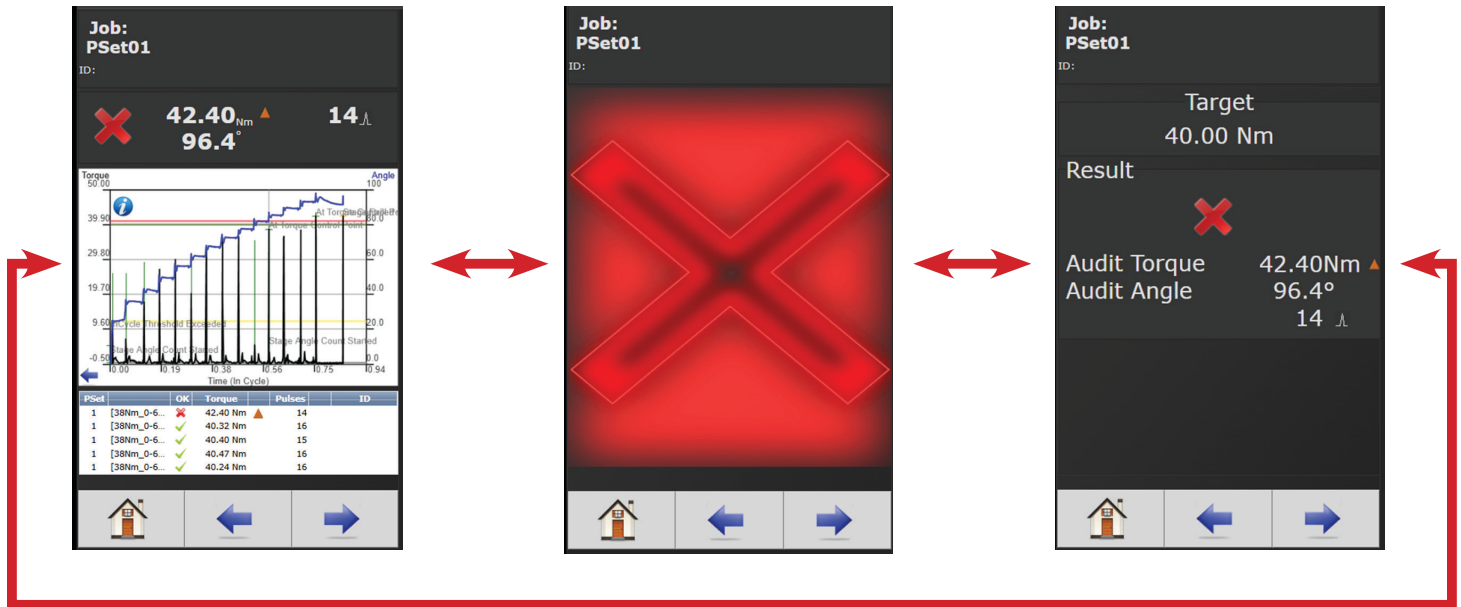 Job:
PSet01
ID:
42.40 Nm 14
96.4°
Torque Angle
50.00 100
39.90 80.0
At Torque Control Point
29.80 60.0
19.70 40.0
9.60 20.0
InCycle Threshold Exceeded
Stage Angle Count Started
Stage Angle Count Started
-0.50 0.0
0.00 0.19 0.38 0.56 0.75 0.94
Time (In Cycle)
PSet OK Torque Pulses ID
1 [38Nm_0-6... 42.40 Nm 14
1 [38Nm_0-6... 40.32 Nm 16
1 [38Nm_0-6... 40.40 Nm 15
1 [38Nm_0-6... 40.47 Nm 16
1 [38Nm_0-6... 40.24 Nm 16
Job:
PSet01
ID:
Job:
PSet01
ID:
Target
40.00 Nm
Result
Audit Torque 42.40Nm
Audit Angle 96.4°
14